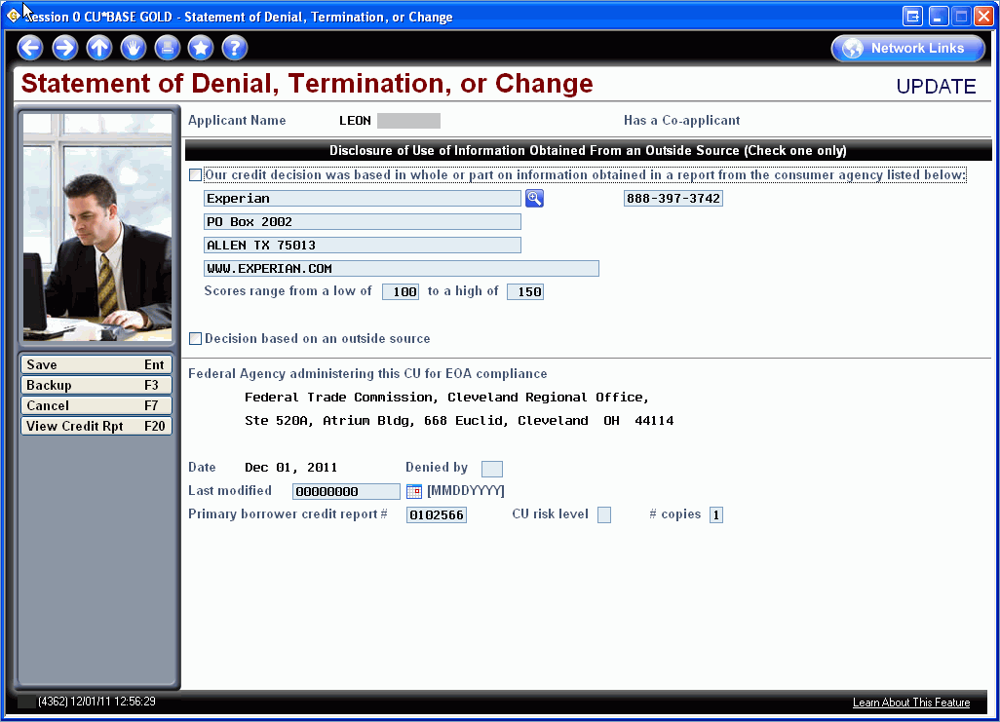 Session 0 CU*BASE GOLD - Statement of Denial, Termination, or Change
Network Links
Statement of Denial, Termination, or Change
UPDATE
Applicant Name LEON Has a Co-applicant
Disclosure of Use of Information Obtained From an Outside Source (Check one only)
Our credit decision was based in whole or part on information obtained in a report from the consumer agency listed below:
Experian 888-397-3742
PO Box 2002
ALLEN TX 75013
WWW.EXPERIAN.COM
Scores range from a low of 100 to a high of 150
Decision based on an outside source
Save Ent
Backup F3
Cancel F7
View Credit Rpt F20
Federal Agency administering this CU for EOA compliance
Federal Trade Commission, Cleveland Regional Office,
Ste 520A, Atrium Bldg, 668 Euclid, Cleveland OH 44114
Date Dec 01, 2011 Denied by
Last modified 00000000 [MMDDYYYY]
Primary borrower credit report # 0102566 CU risk level # copies 1
(4362) 12/01/11 12:56:29
Learn About This Feature